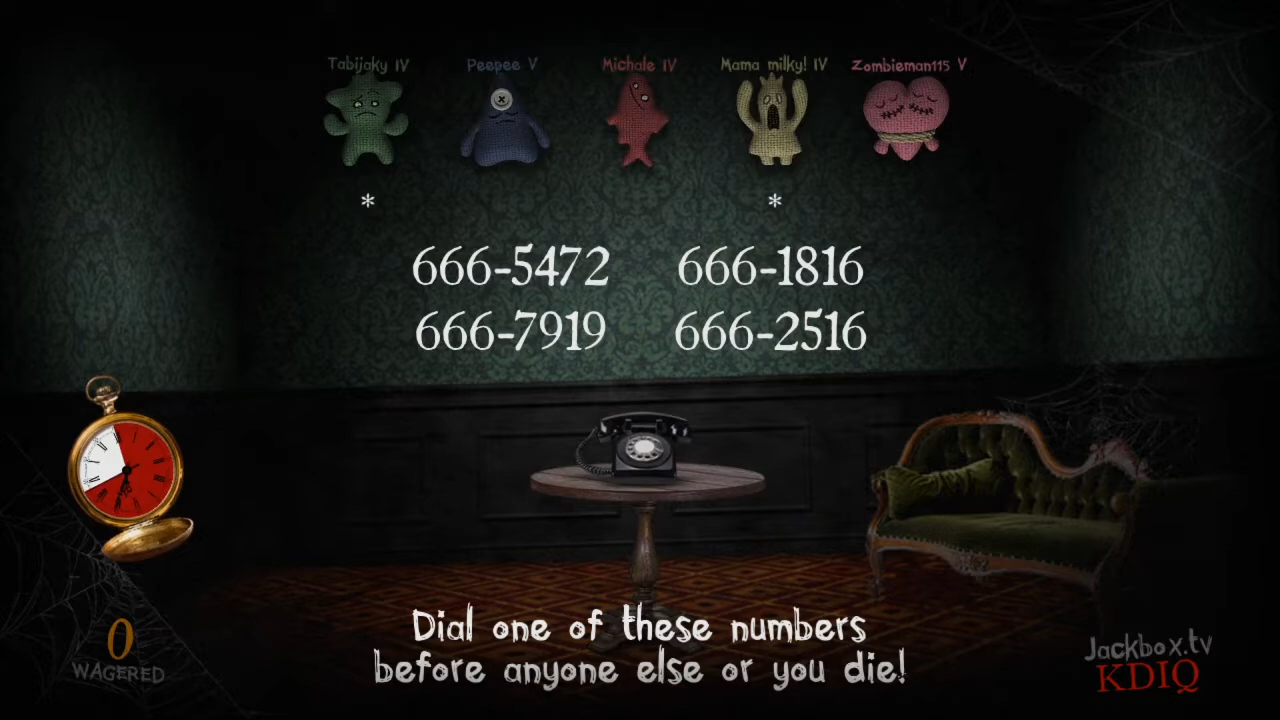 Tabijaky IV
Peepee V
Michale IV
Mama milky! IV
Zombieman115 V
* *
666-5472 666-1816
666-7919 666-2516
Dial one of these numbers
before anyone else or you die!
0
WAGERED
Jackbox.tv
KDIQ